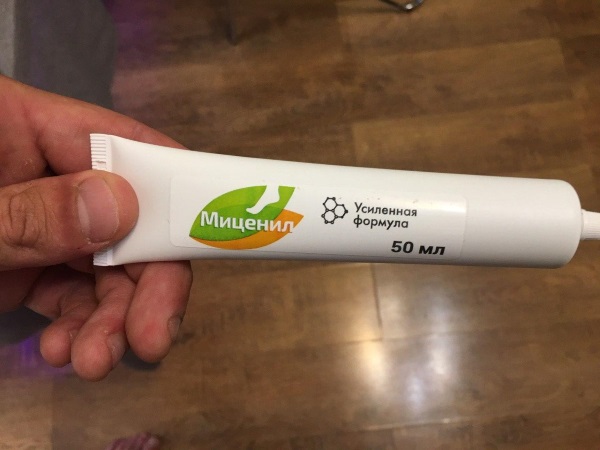 Миценил
Усиленная
формула
50 мл